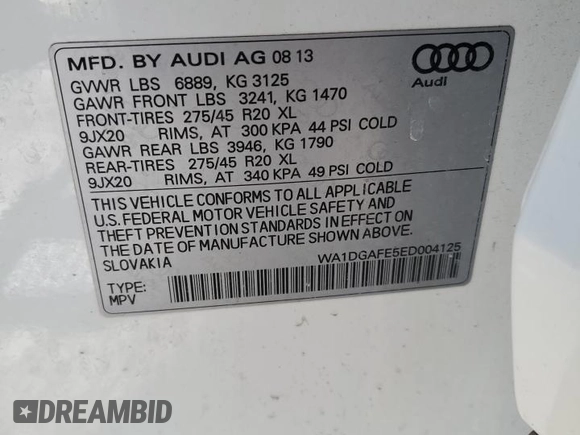 MFD. BY AUDI AG 08 13
Audi
GVWR LBS 6889, KG 3125
GAWR FRONT LBS 3241, KG 1470
FRONT-TIRES 275/45 R20 XL
9JX20 RIMS, AT 300 KPA 44 PSI COLD
GAWR REAR LBS 3946, KG 1790
REAR-TIRES 275/45 R20 XL
9JX20 RIMS, AT 340 KPA 49 PSI COLD
THIS VEHICLE CONFORMS TO ALL APPLICABLE
U.S. FEDERAL MOTOR VEHICLE SAFETY AND
THEFT PREVENTION STANDARDS IN EFFECT ON
THE DATE OF MANUFACTURE SHOWN ABOVE.
SLOVAKIA
WA1DGAFE5ED004125
TYPE:
MPV
DREAMBID